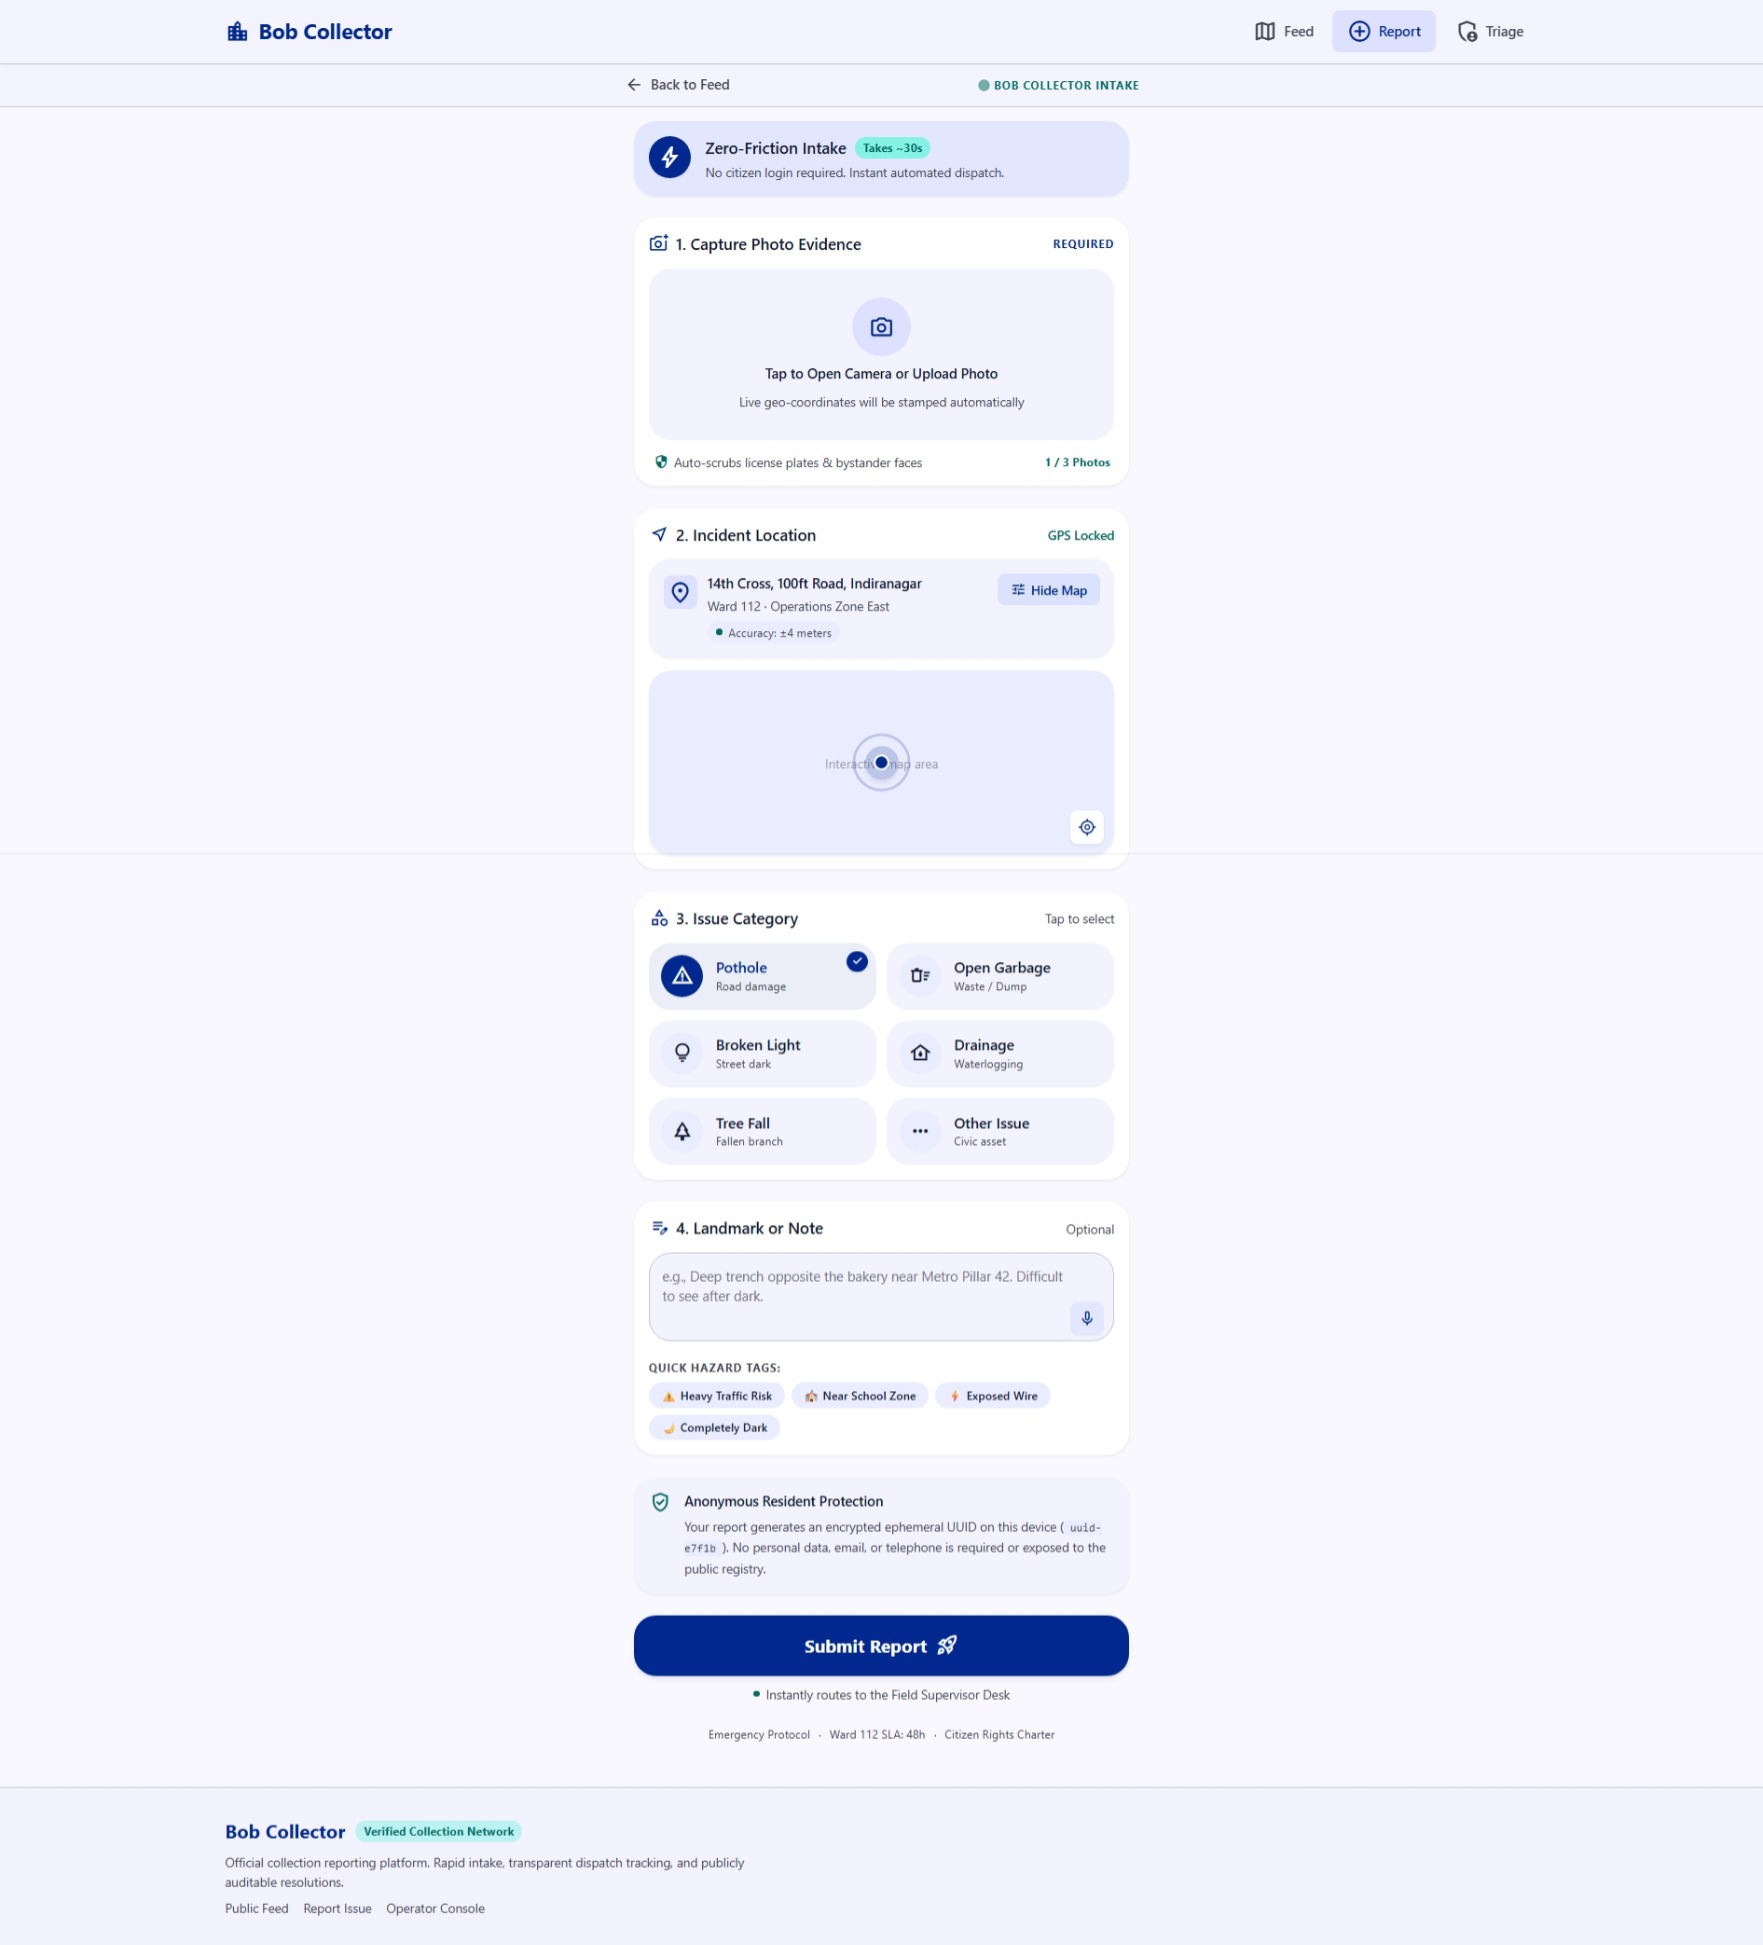 Bob Collector
Feed
Report
Triage
Back to Feed
BOB COLLECTOR INTAKE
Zero-Friction Intake
Takes ~30s
No citizen login required. Instant automated dispatch.
1. Capture Photo Evidence
REQUIRED
Tap to Open Camera or Upload Photo
Live geo-coordinates will be stamped automatically
Auto-scrubs license plates & bystander faces
1 / 3 Photos
2. Incident Location
GPS Locked
14th Cross, 100ft Road, Indiranagar
Hide Map
Ward 112 · Operations Zone East
Accuracy: ±4 meters
Interactive map area
3. Issue Category
Tap to select
Pothole
Road damage
Open Garbage
Waste / Dump
Broken Light
Street dark
Drainage
Waterlogging
Tree Fall
Fallen branch
Other Issue
Civic asset
4. Landmark or Note
Optional
e.g., Deep trench opposite the bakery near Metro Pillar 42. Difficult
to see after dark.
QUICK HAZARD TAGS:
⚠️ Heavy Traffic Risk
🏫 Near School Zone
⚡ Exposed Wire
🌙 Completely Dark
Anonymous Resident Protection
Your report generates an encrypted ephemeral UUID on this device ( uuid-
e7f1b ). No personal data, email, or telephone is required or exposed to the
public registry.
Submit Report
Instantly routes to the Field Supervisor Desk
Emergency Protocol · Ward 112 SLA: 48h · Citizen Rights Charter
Bob Collector
Verified Collection Network
Official collection reporting platform. Rapid intake, transparent dispatch tracking, and publicly
auditable resolutions.
Public Feed
Report Issue
Operator Console